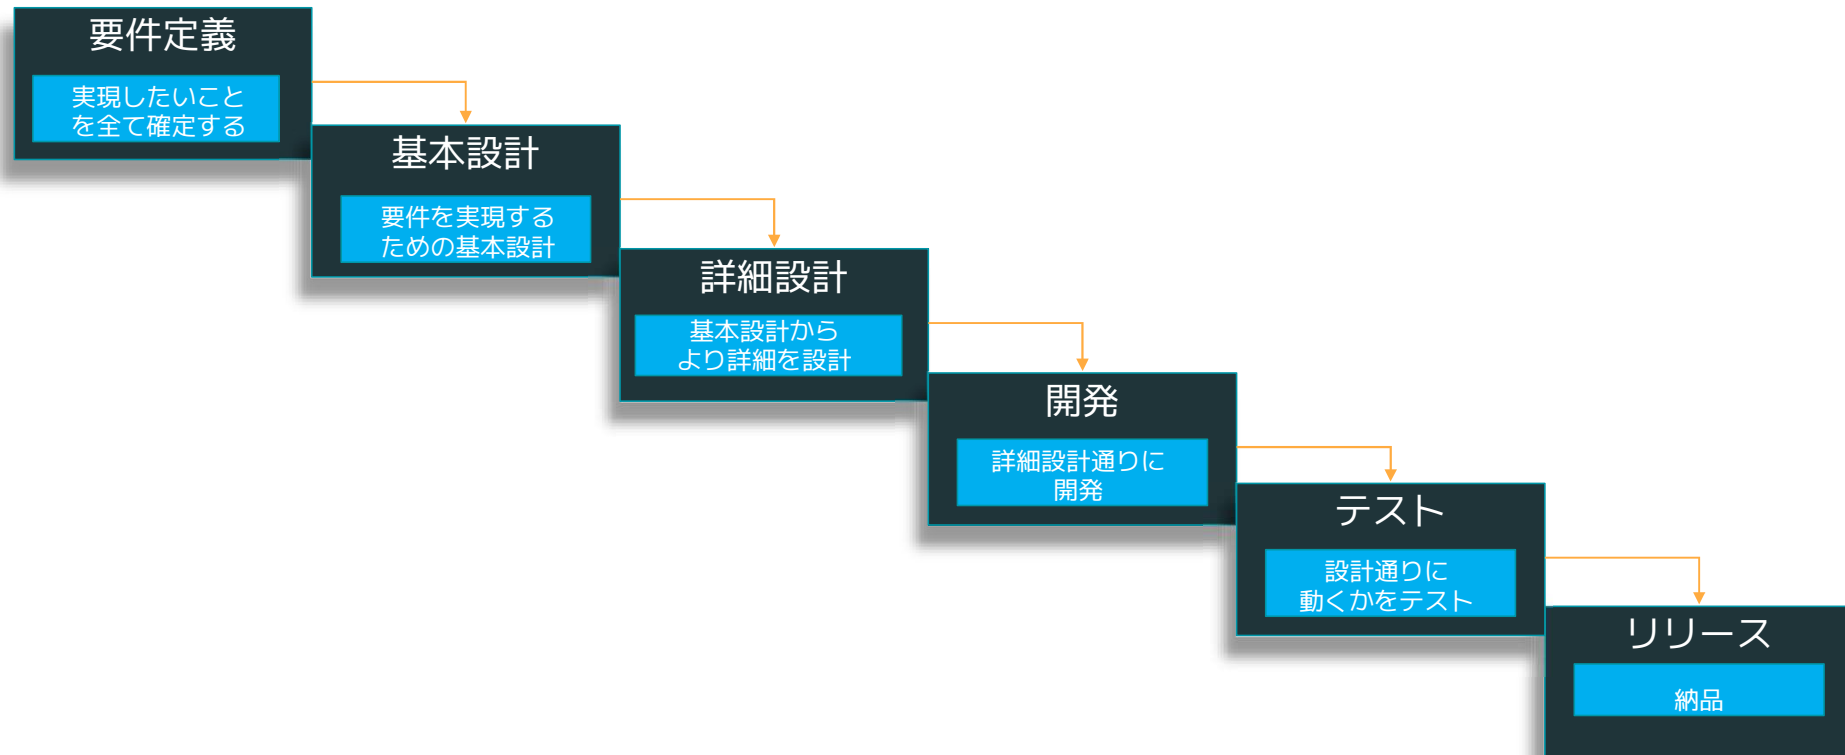 要件定義
実現したいこと
を全て確定する
基本設計
要件を実現する
ための基本設計
詳細設計
基本設計から
より詳細を設計
開発
詳細設計通りに
開発
テスト
設計通りに
動くかをテスト
リリース
納品